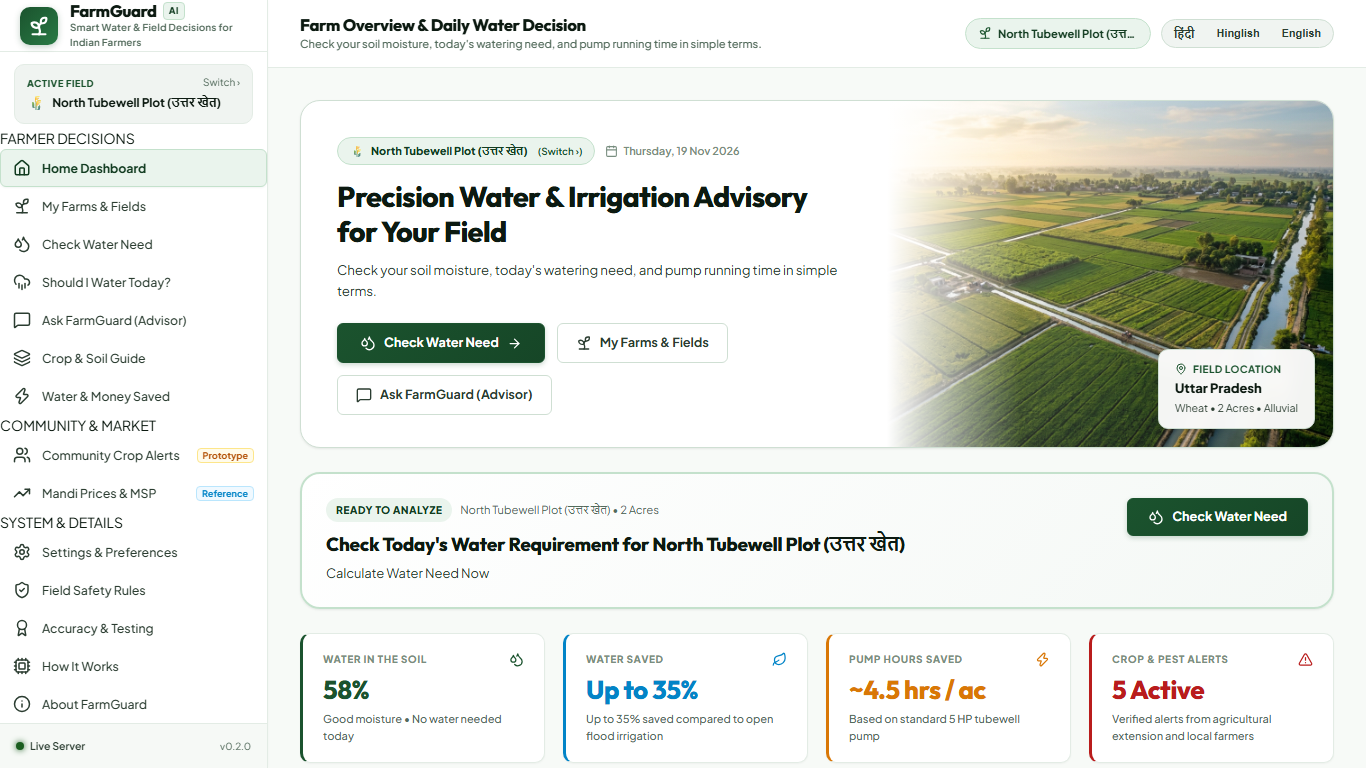 FarmGuard AI
Smart Water & Field Decisions for
Indian Farmers
ACTIVE FIELD Switch ›
North Tubewell Plot (उत्तर खेत)
FARMER DECISIONS
Home Dashboard
My Farms & Fields
Check Water Need
Should I Water Today?
Ask FarmGuard (Advisor)
Crop & Soil Guide
Water & Money Saved
COMMUNITY & MARKET
Community Crop Alerts Prototype
Mandi Prices & MSP Reference
SYSTEM & DETAILS
Settings & Preferences
Field Safety Rules
Accuracy & Testing
How It Works
About FarmGuard
Live Server v0.2.0
Farm Overview & Daily Water Decision
Check your soil moisture, today's watering need, and pump running time in simple terms.
North Tubewell Plot (उत्त...
हिंदी Hinglish English
North Tubewell Plot (उत्तर खेत) (Switch ›) Thursday, 19 Nov 2026
Precision Water & Irrigation Advisory
for Your Field
Check your soil moisture, today's watering need, and pump running time in simple
terms.
Check Water Need → My Farms & Fields
Ask FarmGuard (Advisor)
FIELD LOCATION
Uttar Pradesh
Wheat • 2 Acres • Alluvial
READY TO ANALYZE North Tubewell Plot (उत्तर खेत) • 2 Acres
Check Today's Water Requirement for North Tubewell Plot (उत्तर खेत)
Calculate Water Need Now
Check Water Need
WATER IN THE SOIL
58%
Good moisture • No water needed
today
WATER SAVED
Up to 35%
Up to 35% saved compared to open
flood irrigation
PUMP HOURS SAVED
~4.5 hrs / ac
Based on standard 5 HP tubewell
pump
CROP & PEST ALERTS
5 Active
Verified alerts from agricultural
extension and local farmers